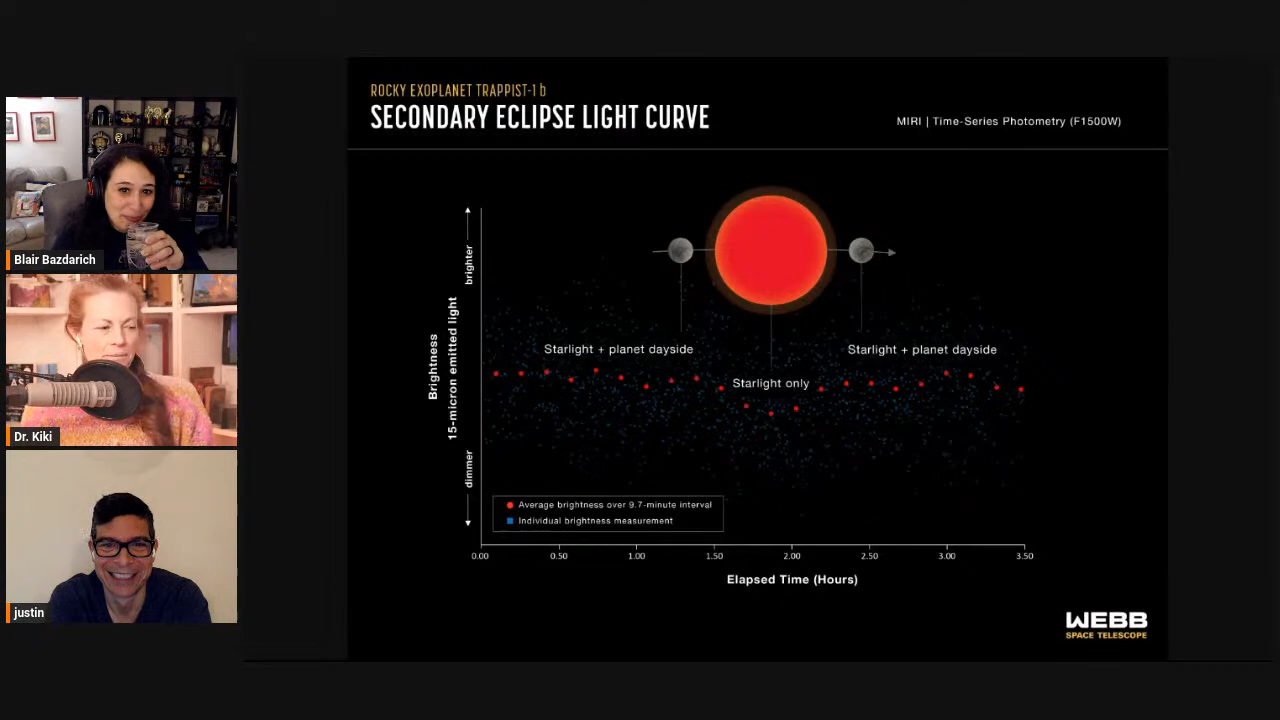 ROCKY EXOPLANET TRAPPIST-1 b
SECONDARY ECLIPSE LIGHT CURVE
MIRI | Time-Series Photometry (F1500W)
Blair Bazdarich
Dr. Kiki
justin
brighter
Brightness
15-micron emitted light
dimmer
Starlight + planet dayside
Starlight + planet dayside
Starlight only
Average brightness over 9.7-minute interval
Individual brightness measurement
0.00 0.50 1.00 1.50 2.00 2.50 3.00 3.50
Elapsed Time (Hours)
WEBB
SPACE TELESCOPE